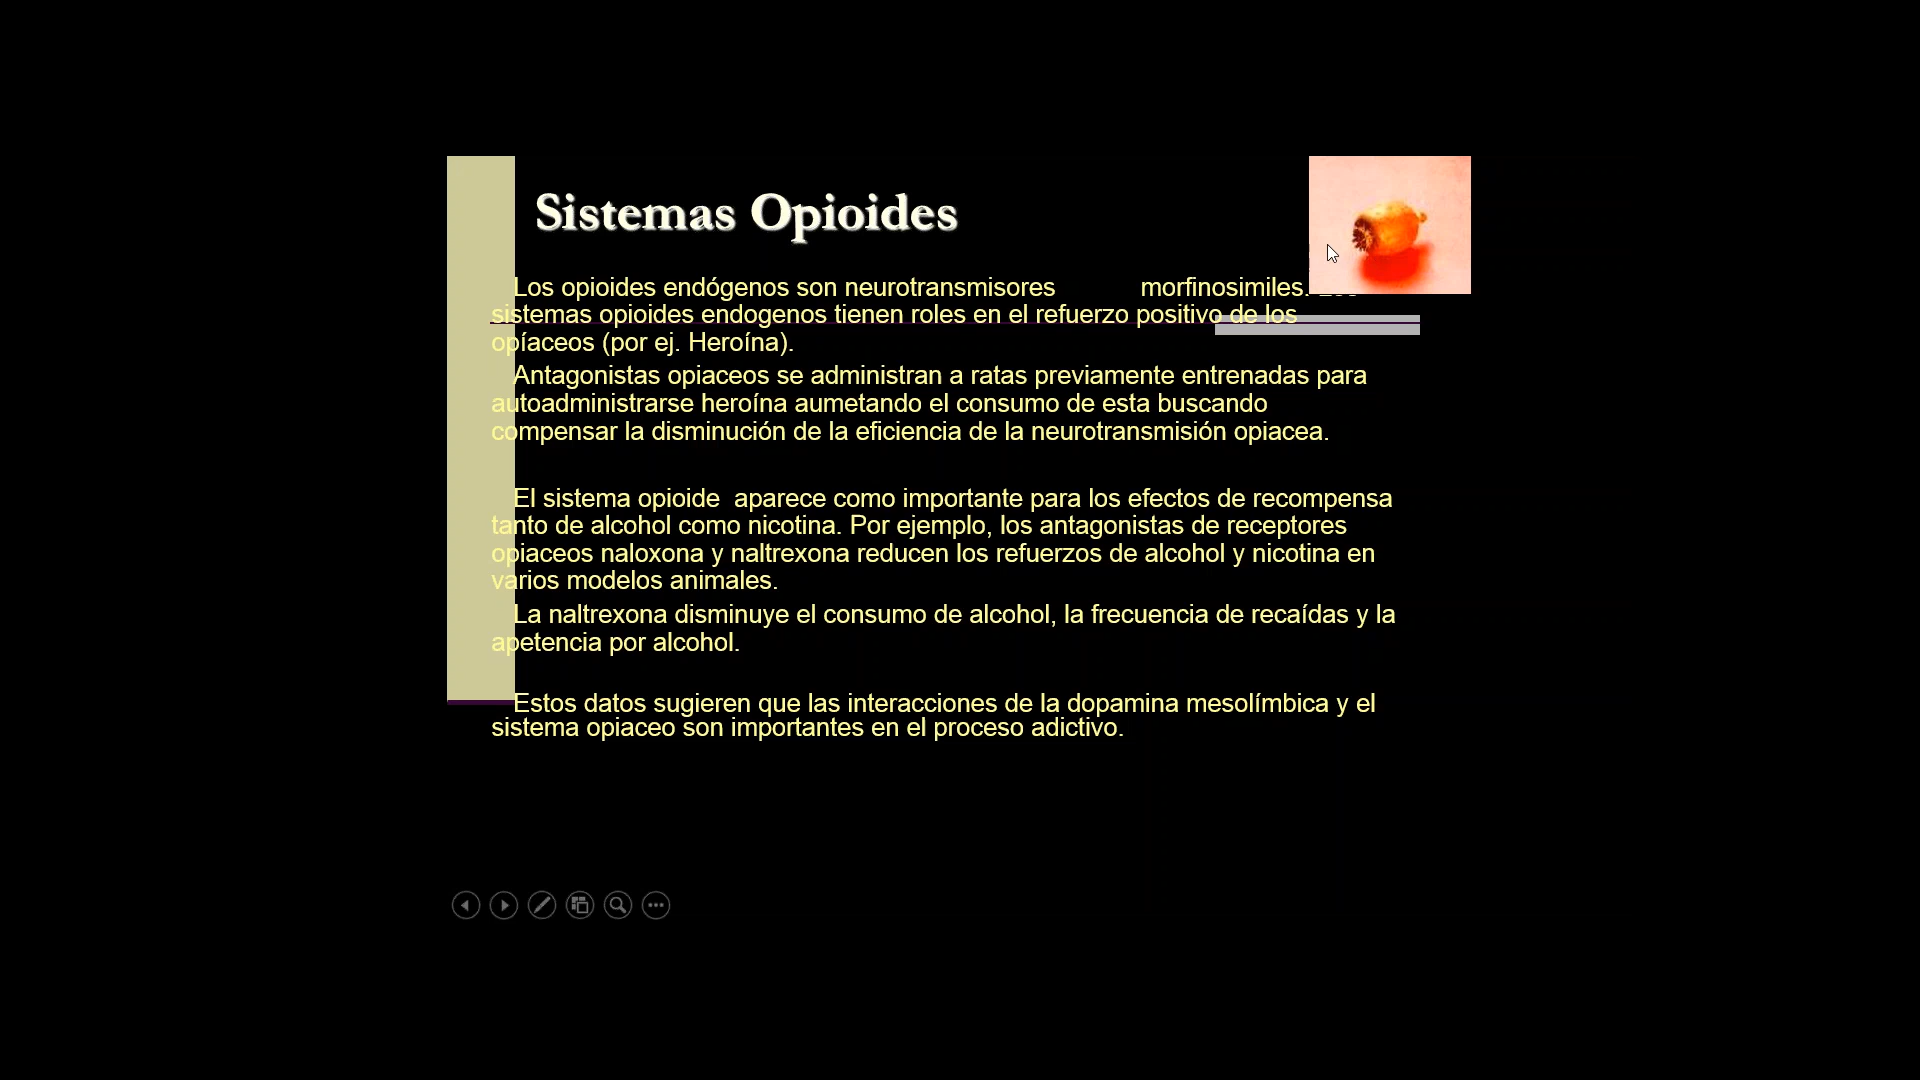 Sistemas Opioides
Los opioides endógenos son neurotransmisores morfinosimiles. Los
sistemas opioides endogenos tienen roles en el refuerzo positivo de los
opíaceos (por ej. Heroína).
Antagonistas opiaceos se administran a ratas previamente entrenadas para
autoadministrarse heroína aumetando el consumo de esta buscando
compensar la disminución de la eficiencia de la neurotransmisión opiacea.
El sistema opioide aparece como importante para los efectos de recompensa
tanto de alcohol como nicotina. Por ejemplo, los antagonistas de receptores
opiaceos naloxona y naltrexona reducen los refuerzos de alcohol y nicotina en
varios modelos animales.
La naltrexona disminuye el consumo de alcohol, la frecuencia de recaídas y la
apetencia por alcohol.
Estos datos sugieren que las interacciones de la dopamina mesolímbica y el
sistema opiaceo son importantes en el proceso adictivo.